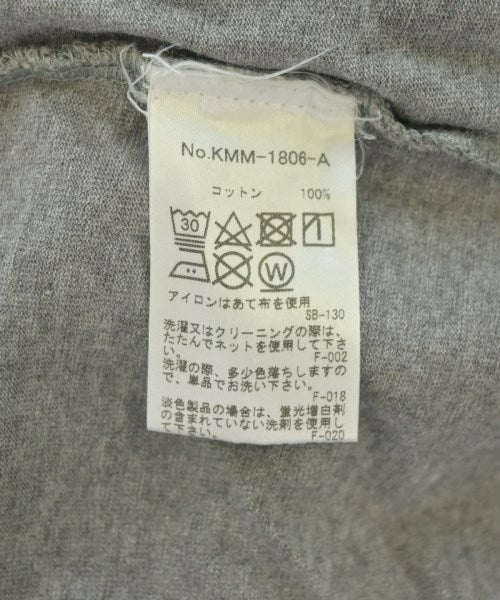 No.KMM-1806-A
コットン 100%
30
W
アイロンはあて布を使用
SB-130
洗濯又はクリーニングの際は、
たたんでネットを使用して下さ
い。 F-002
洗濯の際、多少色落ちしますの
で、単品でお洗い下さい。
F-018
淡色製品の場合は、蛍光増白剤
の含まれていない洗剤を使用し
て下さい。 F-020